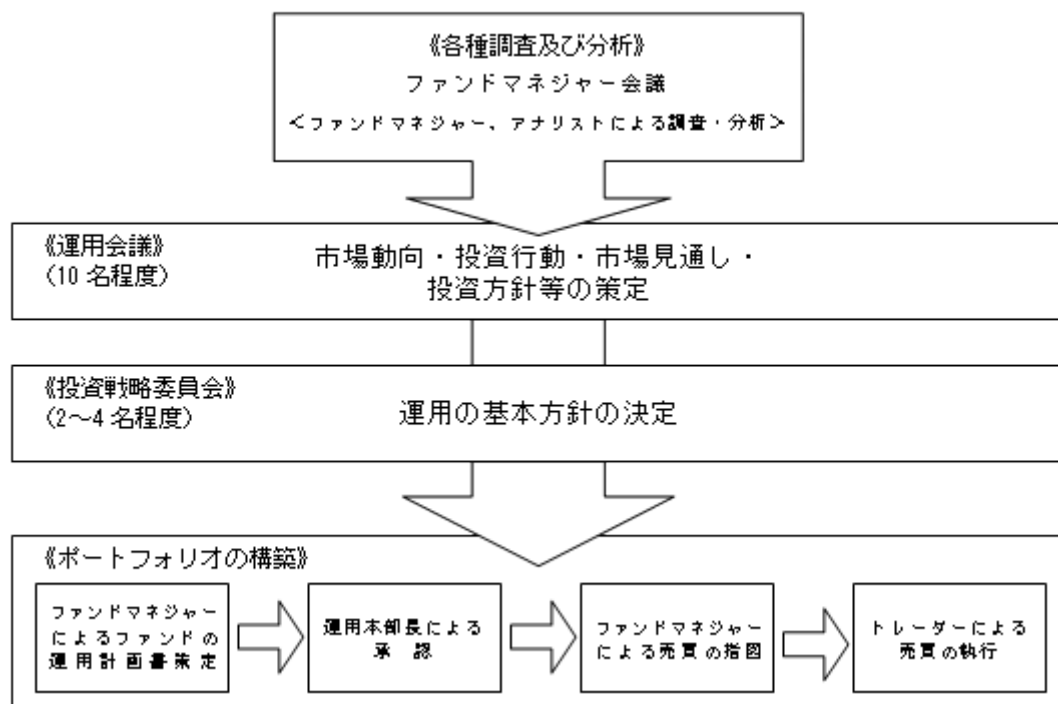 《各種調査及び分析》
ファンドマネジャー会議
＜ファンドマネジャー、アナリストによる調査・分析＞
《運用会議》
（10 名程度）
市場動向・投資行動・市場見通し・
投資方針等の策定
《投資戦略委員会》
（2～4 名程度）
運用の基本方針の決定
《ポートフォリオの構築》
ファンドマネジャー
によるファンドの
運用計画書策定
運用本部長による
承　認
ファンドマネジャー
による売買の指図
トレーダーによる
売買の執行